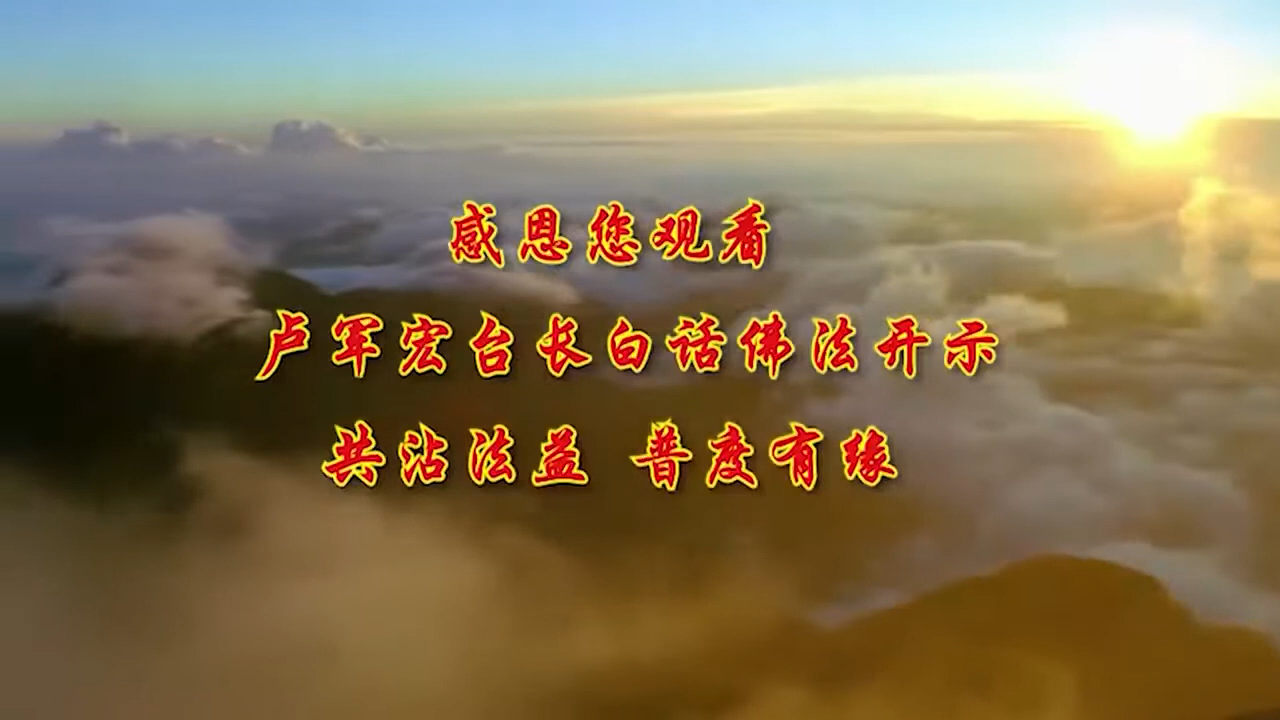 感恩您观看
卢军宏台长白话佛法开示
共沾法益 普度有缘